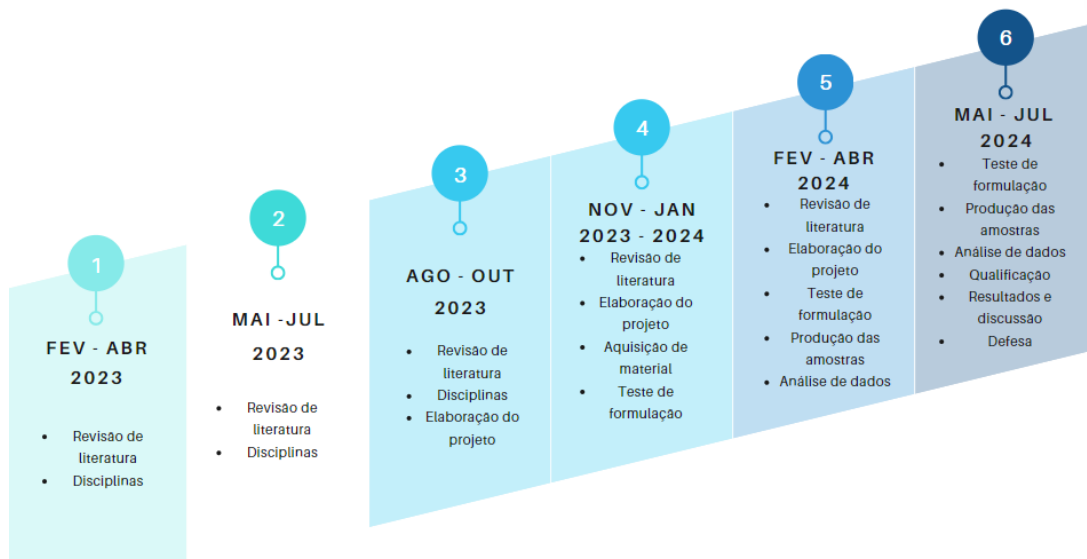 1
FEV - ABR
2023
• Revisão de
literatura
• Disciplinas
2
MAI -JUL
2023
• Revisão de
literatura
• Disciplinas
3
AGO - OUT
2023
• Revisão de
literatura
• Disciplinas
• Elaboração do
projeto
4
NOV - JAN
2023 - 2024
• Revisão de
literatura
• Elaboração do
projeto
• Aquisição de
material
• Teste de
formulação
5
FEV - ABR
2024
• Revisão de
literatura
• Elaboração do
projeto
• Teste de
formulação
• Produção das
amostras
• Análise de dados
6
MAI - JUL
2024
• Teste de
formulação
• Produção das
amostras
• Análise de dados
• Qualificação
• Resultados e
discussão
• Defesa